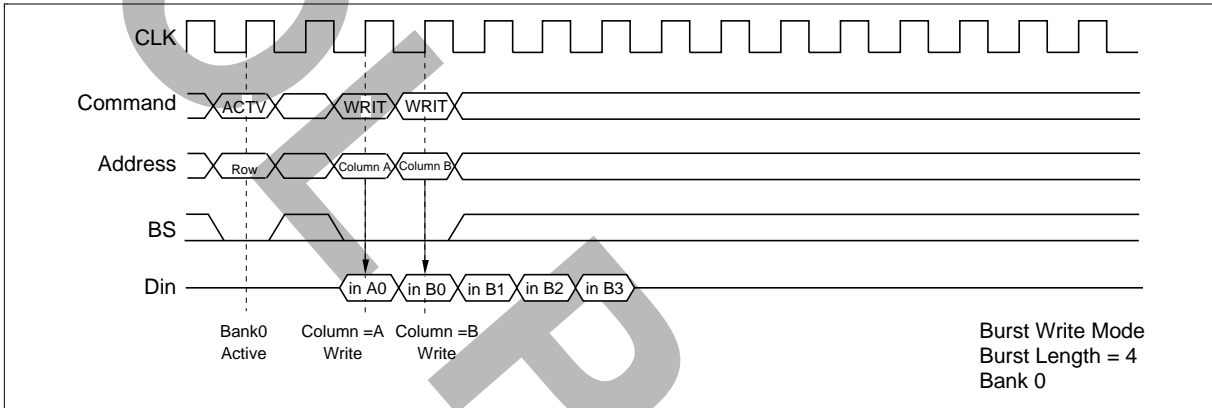 CLK
Command ACTV WRIT WRIT
Address Row Column A Column B
BS
Din in A0 in B0 in B1 in B2 in B3
Bank0 Column =A Column =B
Active Write Write
Burst Write Mode
Burst Length = 4
Bank 0